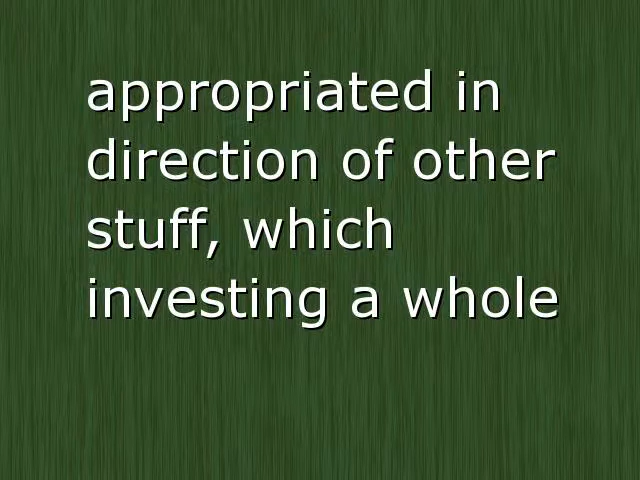 appropriated in
direction of other
stuff, which
investing a whole